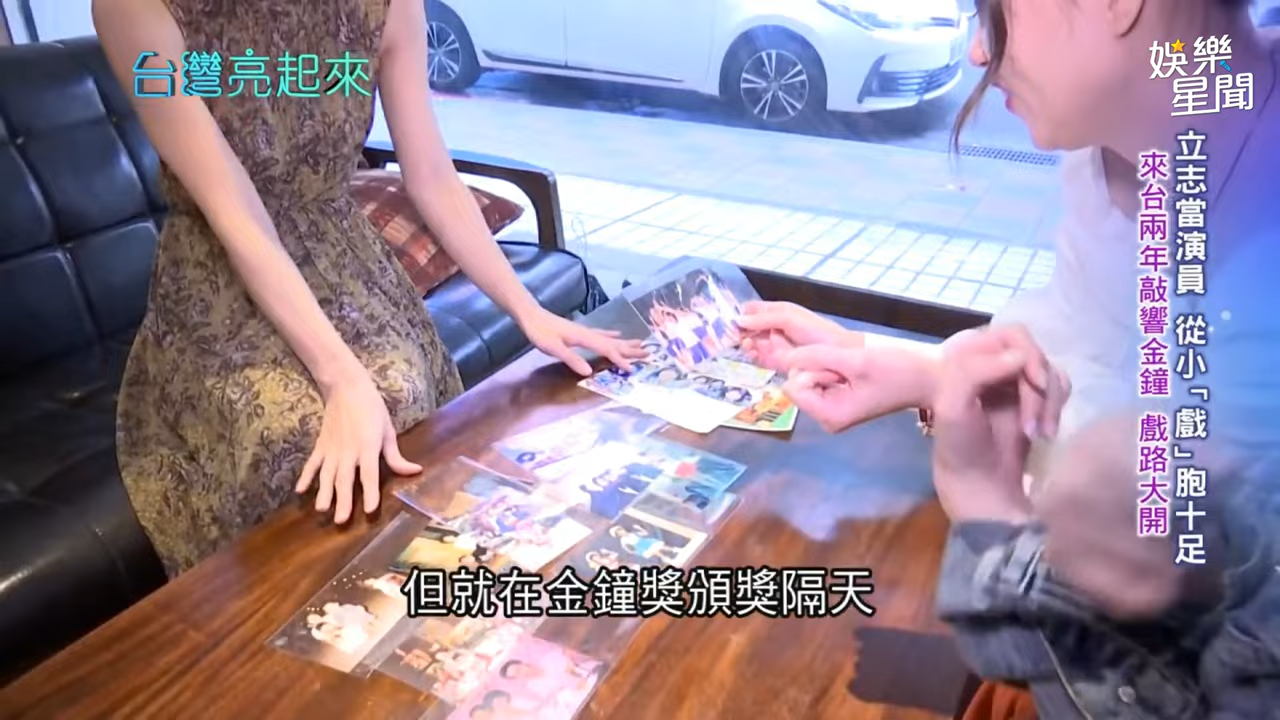 台灣亮起來
娛樂
星聞
立志當演員 從小「戲」胞十足
來台兩年敲響金鐘 戲路大開
但就在金鐘獎頒獎隔天